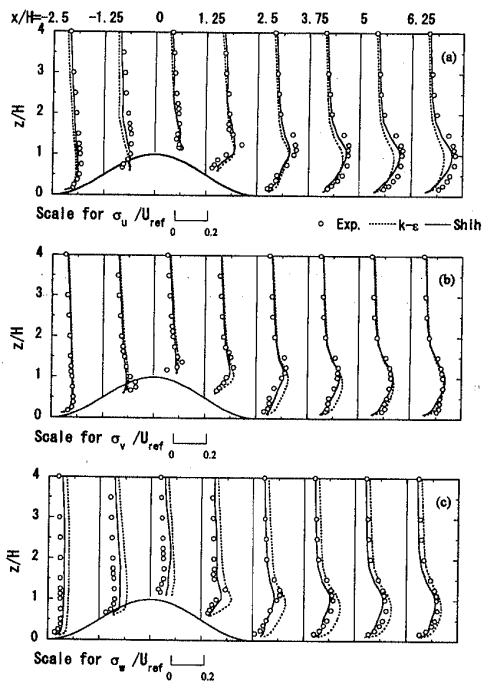 x/H=-2.5 -1.25 0 1.25 2.5 3.75 5 6.25
4
(a)
3
z/H
2
1
0
Scale for σu/Uref
0 0.2
Exp. k-ε Shih
4
(b)
3
z/H
2
1
0
Scale for σv/Uref
0 0.2
4
(c)
3
z/H
2
1
0
Scale for σw/Uref
0 0.2